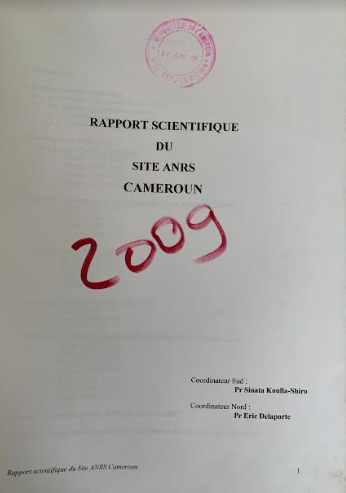 RAPPORT SCIENTIFIQUE
DU
SITE ANRS
CAMEROUN
2009
Coordinateur Sud :
Pr Sinata Koulla-Shiro
Coordinateur Nord :
Pr Eric Delaporte
Rapport scientifique du Site ANRS Cameroun
1